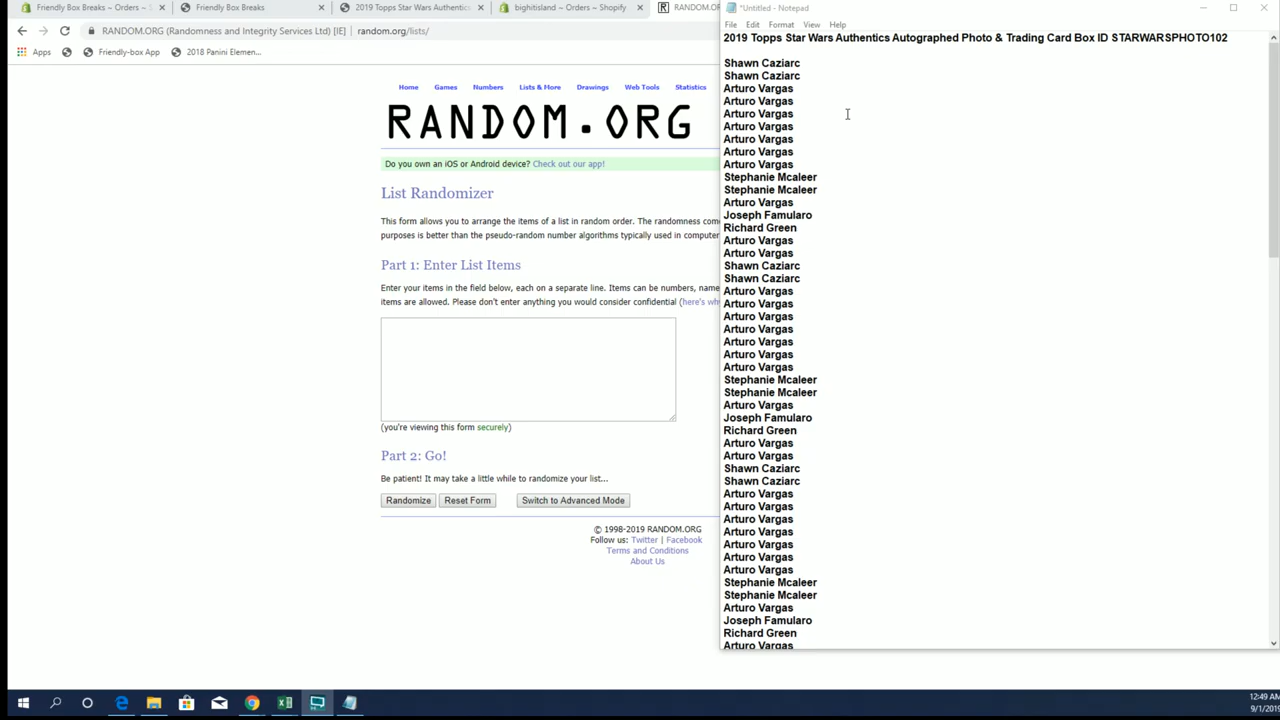 Friendly Box Breaks ~ Orders ~ S
Friendly Box Breaks
2019 Topps Star Wars Authentics
bighitisland ~ Orders ~ Shopify
RANDOM.OR
RANDOM.ORG (Randomness and Integrity Services Ltd) [IE] | random.org/lists/
Apps
Friendly-box App
2018 Panini Elemen...
Home
Games
Numbers
Lists & More
Drawings
Web Tools
Statistics
RANDOM.ORG
Do you own an iOS or Android device? Check out our app!
List Randomizer
This form allows you to arrange the items of a list in random order. The randomness come
purposes is better than the pseudo-random number algorithms typically used in computer
Part 1: Enter List Items
Enter your items in the field below, each on a separate line. Items can be numbers, name
items are allowed. Please don't enter anything you would consider confidential (here's wh
(you're viewing this form securely)
Part 2: Go!
Be patient! It may take a little while to randomize your list...
Randomize
Reset Form
Switch to Advanced Mode
© 1998-2019 RANDOM.ORG
Follow us: Twitter | Facebook
Terms and Conditions
About Us
*Untitled - Notepad
File Edit Format View Help
2019 Topps Star Wars Authentics Autographed Photo & Trading Card Box ID STARWARSPHOTO102
Shawn Caziarc
Shawn Caziarc
Arturo Vargas
Arturo Vargas
Arturo Vargas
Arturo Vargas
Arturo Vargas
Arturo Vargas
Arturo Vargas
Stephanie Mcaleer
Stephanie Mcaleer
Arturo Vargas
Joseph Famularo
Richard Green
Arturo Vargas
Arturo Vargas
Shawn Caziarc
Shawn Caziarc
Arturo Vargas
Arturo Vargas
Arturo Vargas
Arturo Vargas
Arturo Vargas
Arturo Vargas
Arturo Vargas
Stephanie Mcaleer
Stephanie Mcaleer
Arturo Vargas
Joseph Famularo
Richard Green
Arturo Vargas
Arturo Vargas
Shawn Caziarc
Shawn Caziarc
Arturo Vargas
Arturo Vargas
Arturo Vargas
Arturo Vargas
Arturo Vargas
Arturo Vargas
Arturo Vargas
Stephanie Mcaleer
Stephanie Mcaleer
Arturo Vargas
Joseph Famularo
Richard Green
Arturo Vargas
12:49 AM
9/1/2019